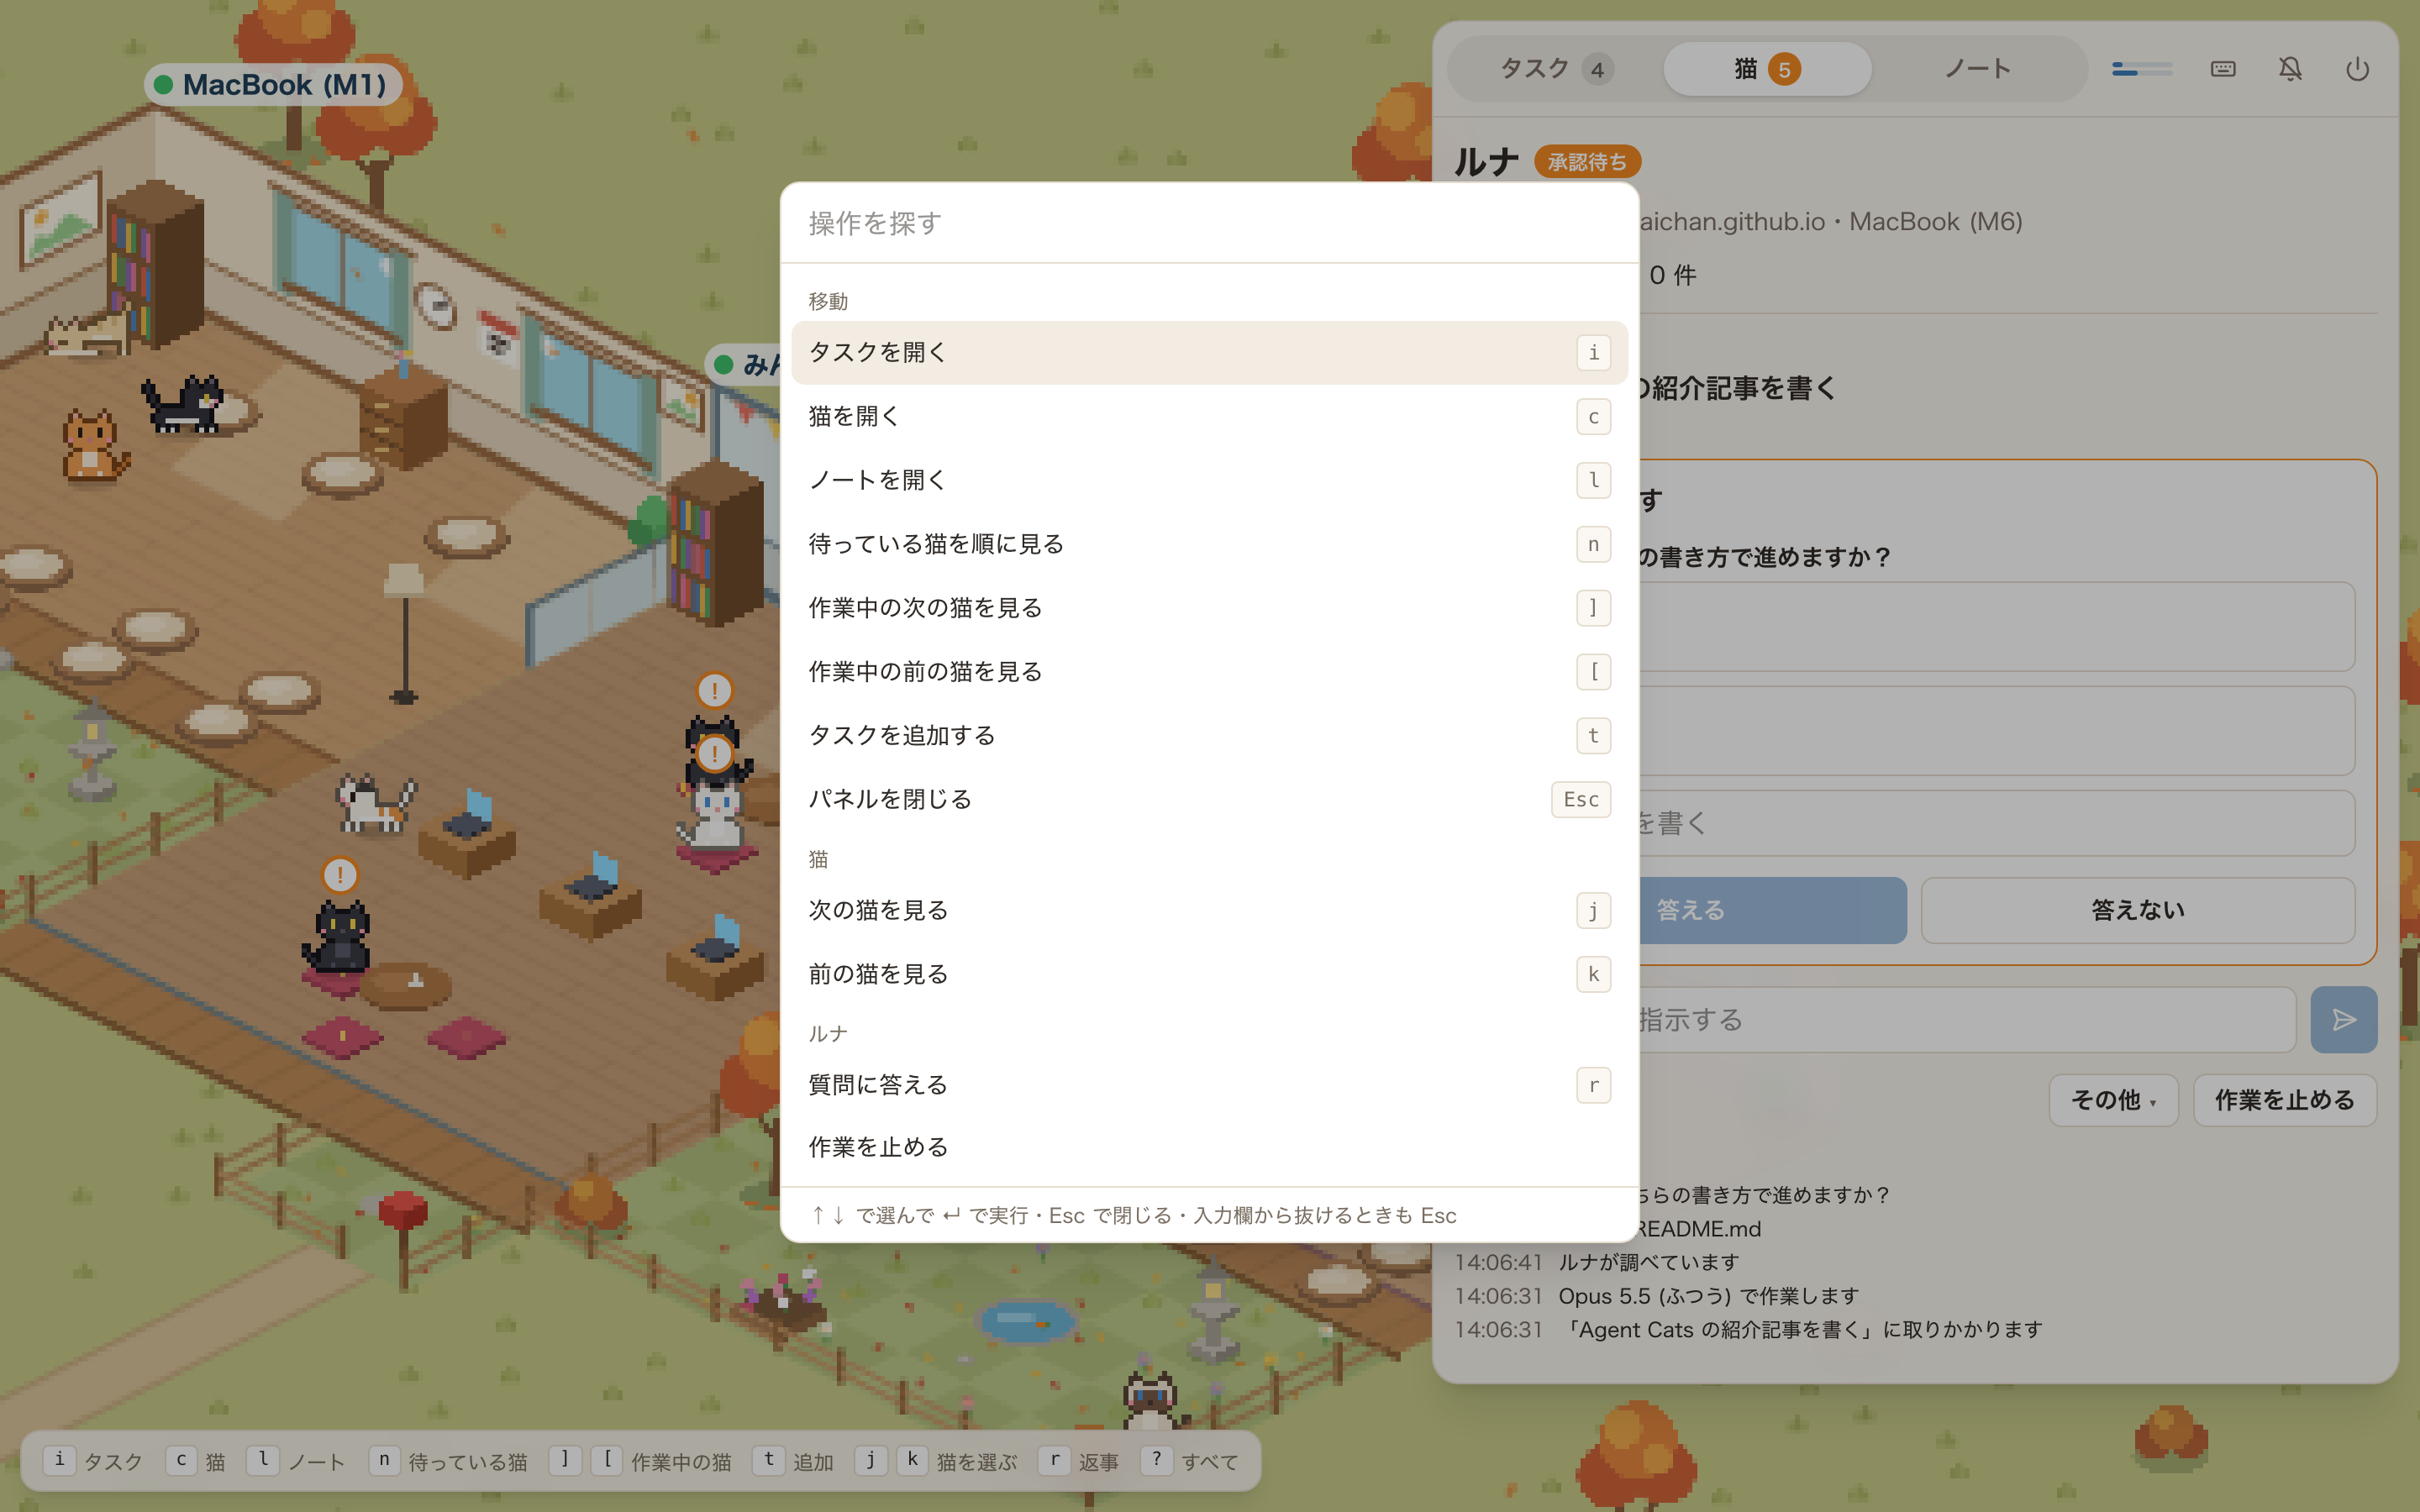 MacBook (M1)
みん
タスク 4
猫 5
ノート
ルナ 承認待ち
aichan.github.io・MacBook (M6)
0 件
の紹介記事を書く
す
の書き方で進めますか？
を書く
答える
答えない
指示する
その他 ▾
作業を止める
ちらの書き方で進めますか？
README.md
14:06:41 ルナが調べています
14:06:31 Opus 5.5 (ふつう) で作業します
14:06:31 「Agent Cats の紹介記事を書く」に取りかかります
操作を探す
移動
タスクを開く i
猫を開く c
ノートを開く l
待っている猫を順に見る n
作業中の次の猫を見る ]
作業中の前の猫を見る [
タスクを追加する t
パネルを閉じる Esc
猫
次の猫を見る j
前の猫を見る k
ルナ
質問に答える r
作業を止める
↑↓ で選んで ↵ で実行・Esc で閉じる・入力欄から抜けるときも Esc
!
!
!
i タスク c 猫 l ノート n 待っている猫 ] [ 作業中の猫 t 追加 j k 猫を選ぶ r 返事 ? すべて